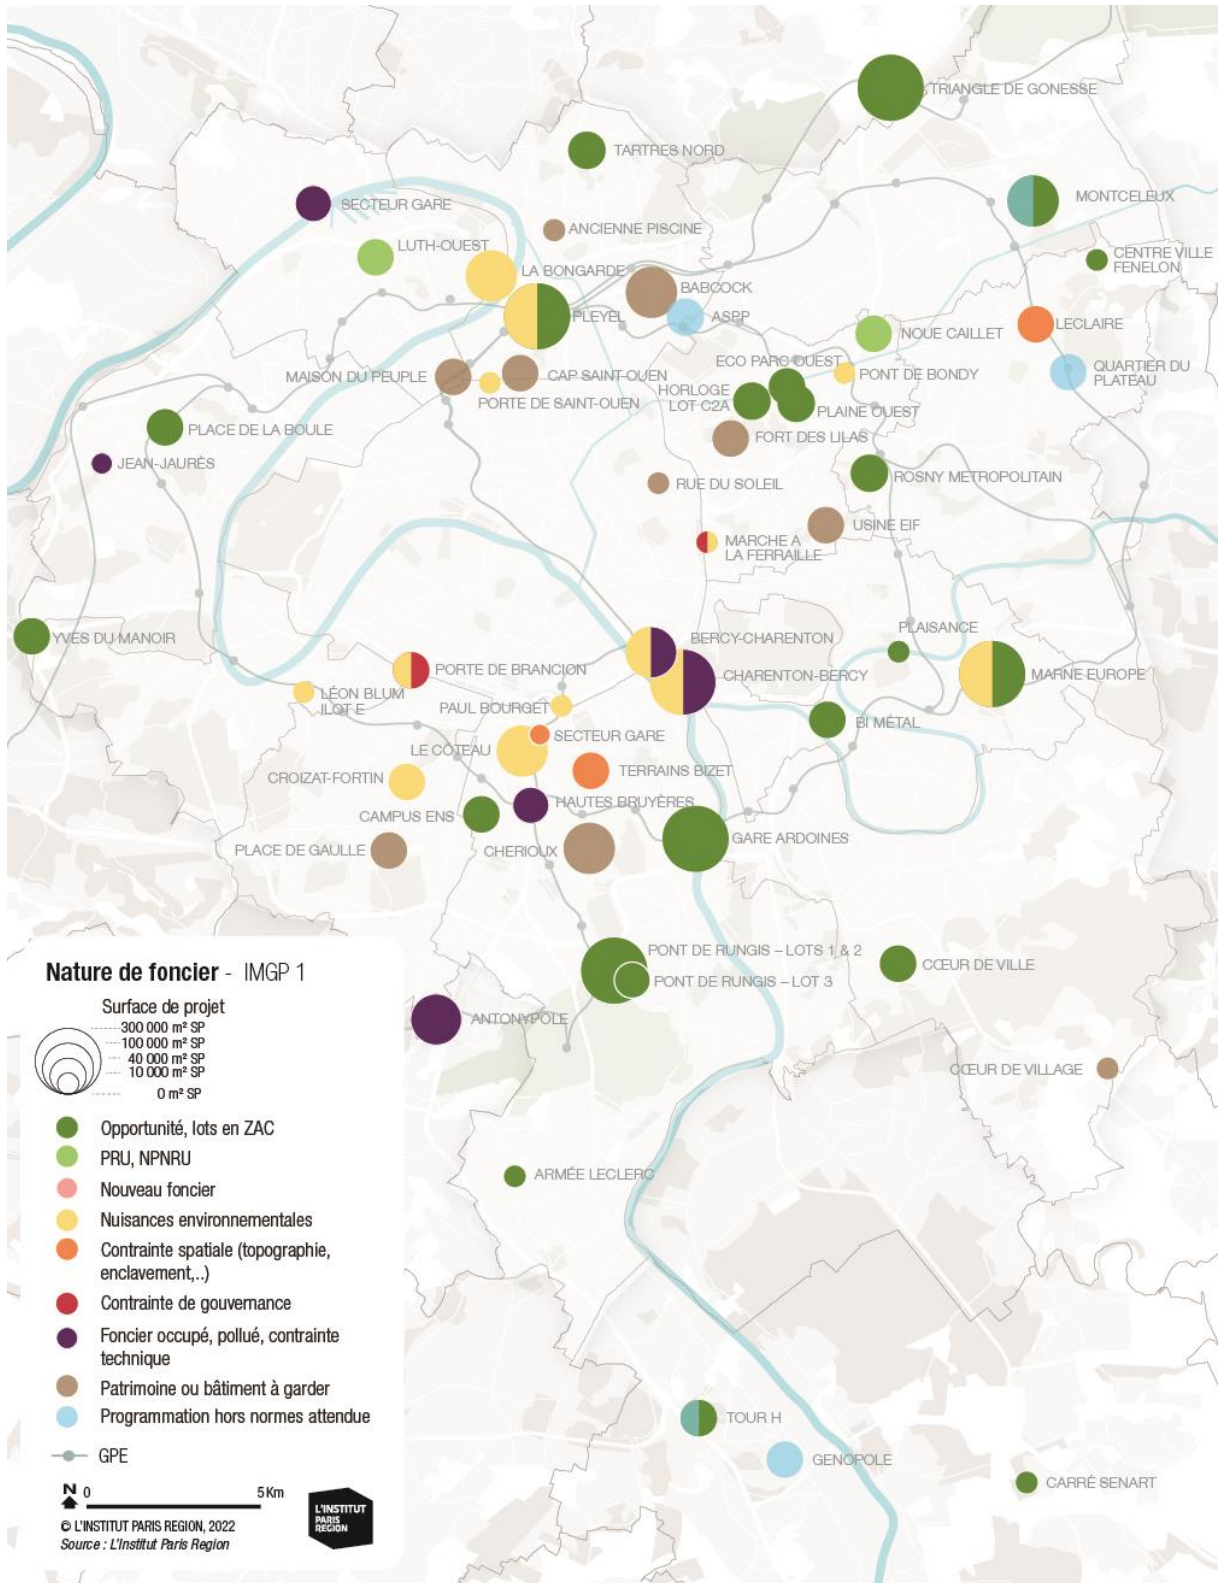 TRIANGLE DE GONESSE
TARTRES NORD
MONTCELEUX
SECTEUR GARE
ANCIENNE PISCINE
LUTH-OUEST
CENTRE VILLE
FENELON
LA BONGARDE
BABCOCK
PLEYEL
ASPP
LECLAIRE
NOUE CAILLET
ECO PARC OUEST
QUARTIER DU
PLATEAU
MAISON DU PEUPLE
CAP SAINT-OUEN
PONT DE BONDY
HORLOGE
LOT C2A
PORTE DE SAINT-OUEN
PLAINE OUEST
PLACE DE LA BOULE
FORT DES LILAS
JEAN-JAURÈS
RUE DU SOLEIL
ROSNY METROPOLITAIN
USINE EIF
MARCHE A
LA FERRAILLE
YVES DU MANOIR
BERCY-CHARENTON
PLAISANCE
PORTE DE BRANCION
CHARENTON-BERCY
MARNE EUROPE
LÉON BLUM
ILOT E
PAUL BOURGET
BI MÉTAL
SECTEUR GARE
LE CÔTEAU
CROIZAT-FORTIN
TERRAINS BIZET
HAUTES BRUYÈRES
CAMPUS ENS
GARE ARDOINES
PLACE DE GAULLE
CHERIOUX
PONT DE RUNGIS – LOTS 1 & 2
PONT DE RUNGIS – LOT 3
CŒUR DE VILLE
ANTONYPOLE
CŒUR DE VILLAGE
ARMÉE LECLERC
TOUR H
GENOPOLE
CARRÉ SENART
Nature de foncier - IMGP 1
Surface de projet
300 000 m² SP
100 000 m² SP
40 000 m² SP
10 000 m² SP
0 m² SP
Opportunité, lots en ZAC
PRU, NPNRU
Nouveau foncier
Nuisances environnementales
Contrainte spatiale (topographie,
enclavement,..)
Contrainte de gouvernance
Foncier occupé, pollué, contrainte
technique
Patrimoine ou bâtiment à garder
Programmation hors normes attendue
GPE
N 0 5 Km
© L'INSTITUT PARIS REGION, 2022
Source : L'Institut Paris Region
L'INSTITUT
PARIS
REGION